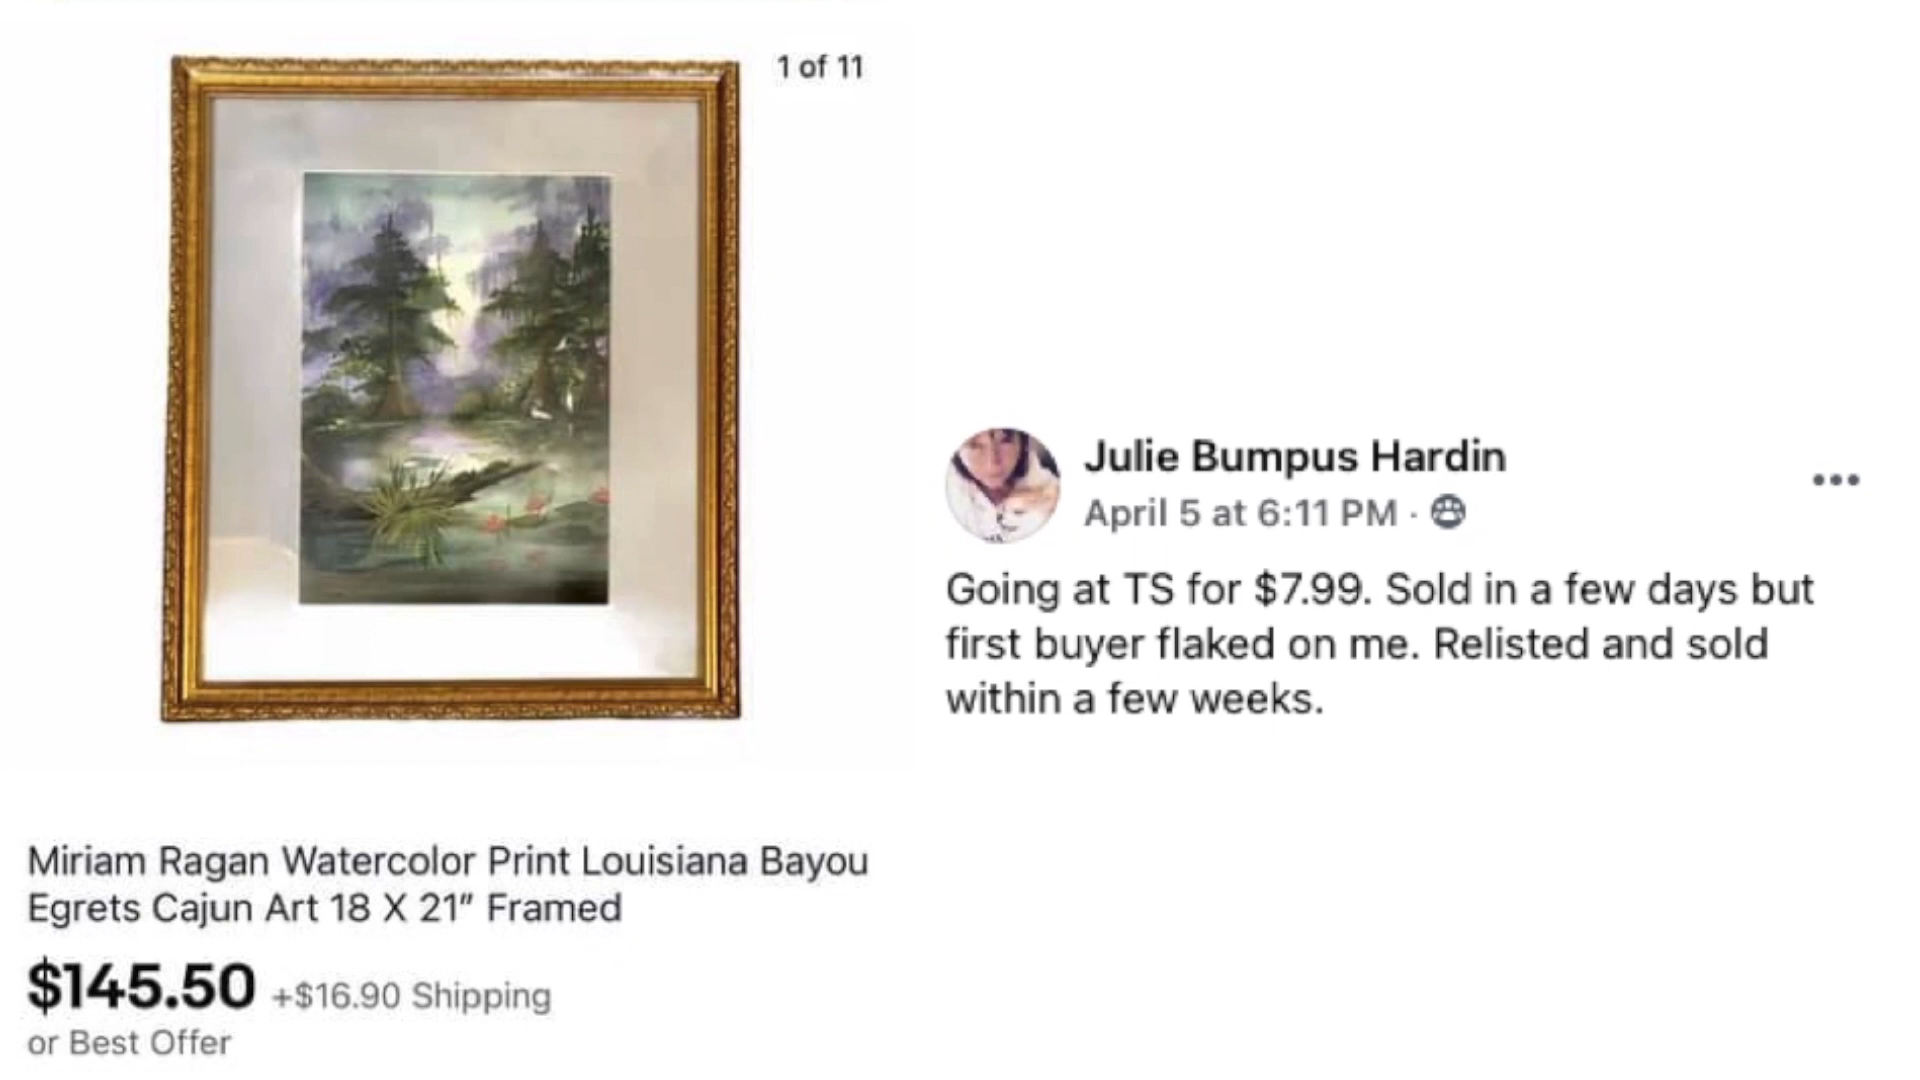 1 of 11
Miriam Ragan Watercolor Print Louisiana Bayou
Egrets Cajun Art 18 X 21” Framed
$145.50 +$16.90 Shipping
or Best Offer
Julie Bumpus Hardin
April 5 at 6:11 PM ·
Going at TS for $7.99. Sold in a few days but
first buyer flaked on me. Relisted and sold
within a few weeks.